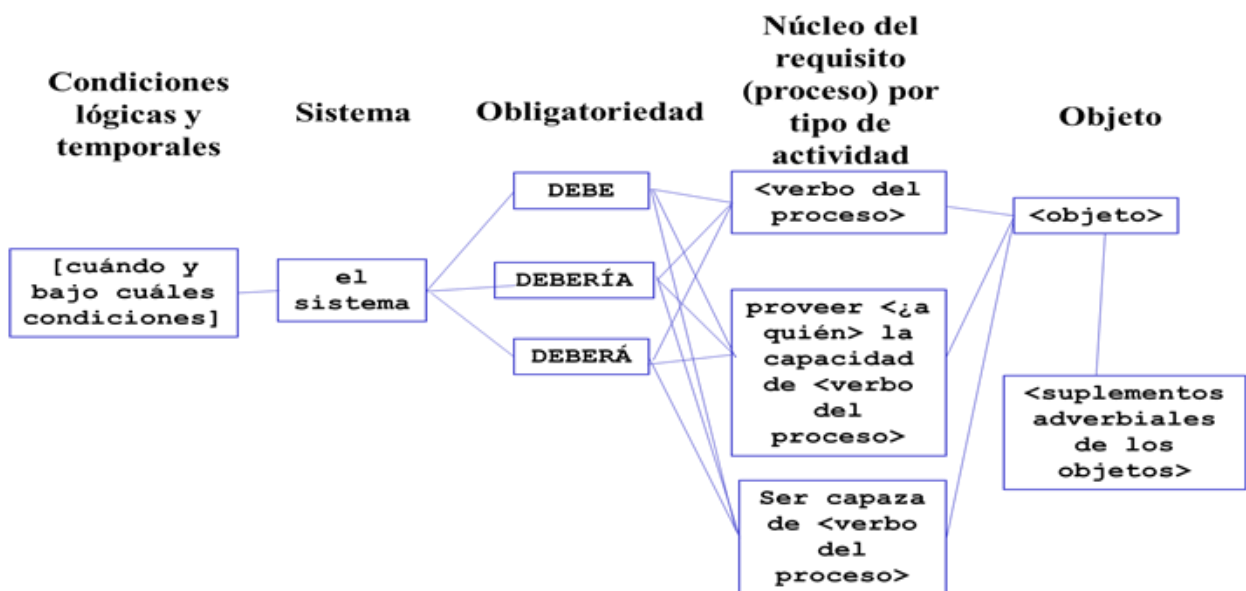 Condiciones
lógicas y
temporales
Sistema
Obligatoriedad
Núcleo del
requisito
(proceso) por
tipo de
actividad
Objeto
[cuándo y
bajo cuáles
condiciones]
el
sistema
DEBE
DEBERÍA
DEBERÁ
<verbo del
proceso>
proveer <¿a
quién> la
capacidad
de <verbo
del
proceso>
Ser capaza
de <verbo
del
proceso>
<objeto>
<suplementos
adverbiales
de los
objetos>